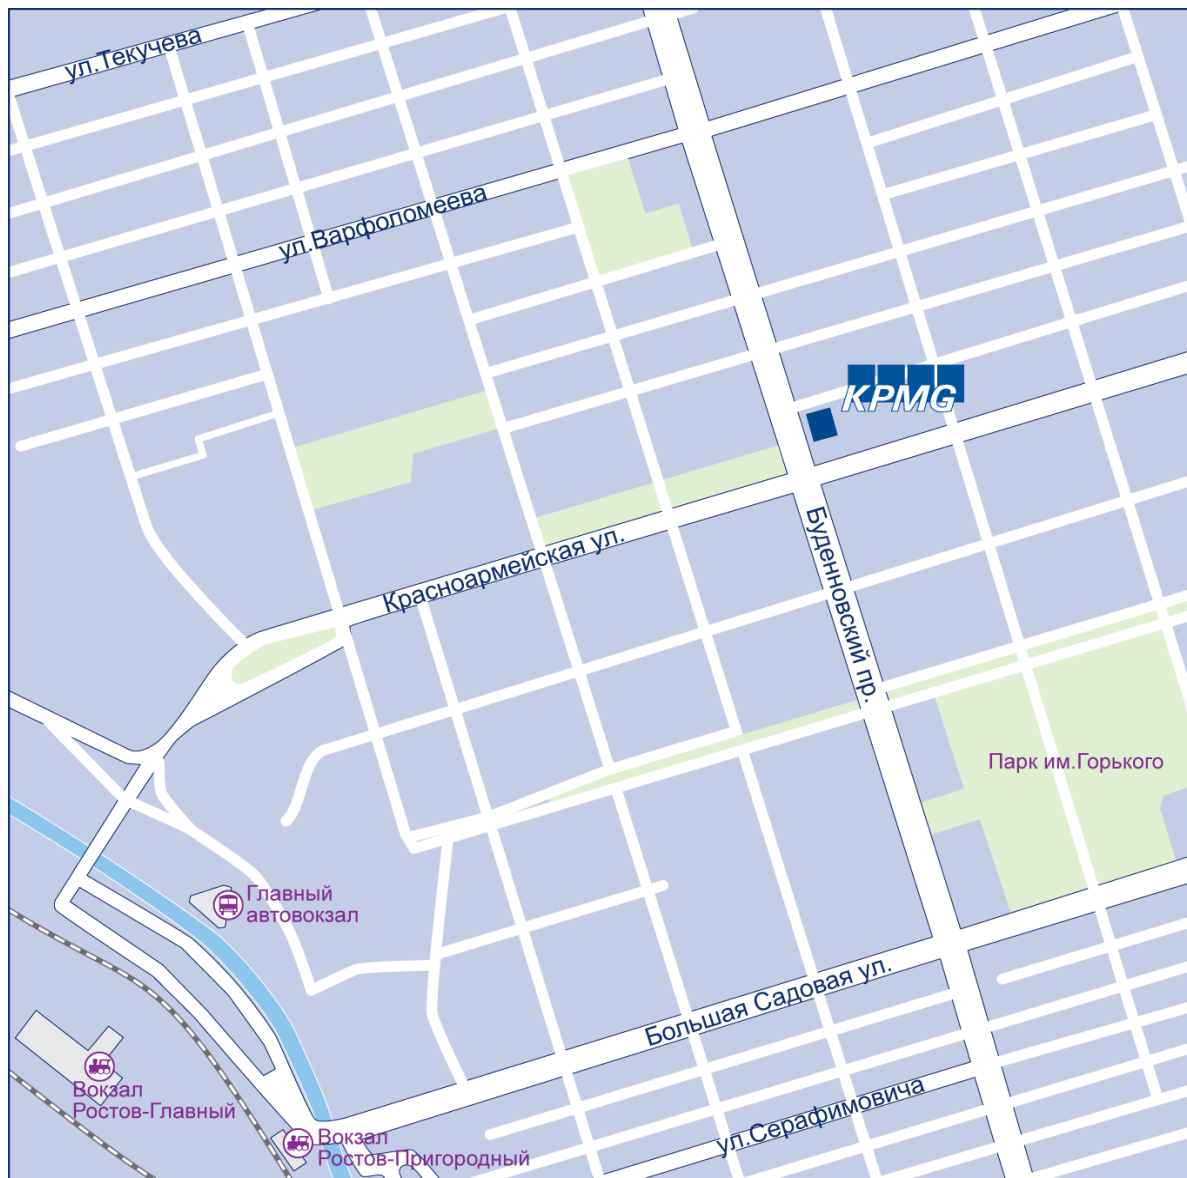 ул.Текучева
ул.Варфоломеева
KPMG
Красноармейская ул.
Буденновский пр.
Парк им.Горького
Главный
автовокзал
Большая Садовая ул.
Вокзал
Ростов-Главный
ул.Серафимовича
Вокзал
Ростов-Пригородный